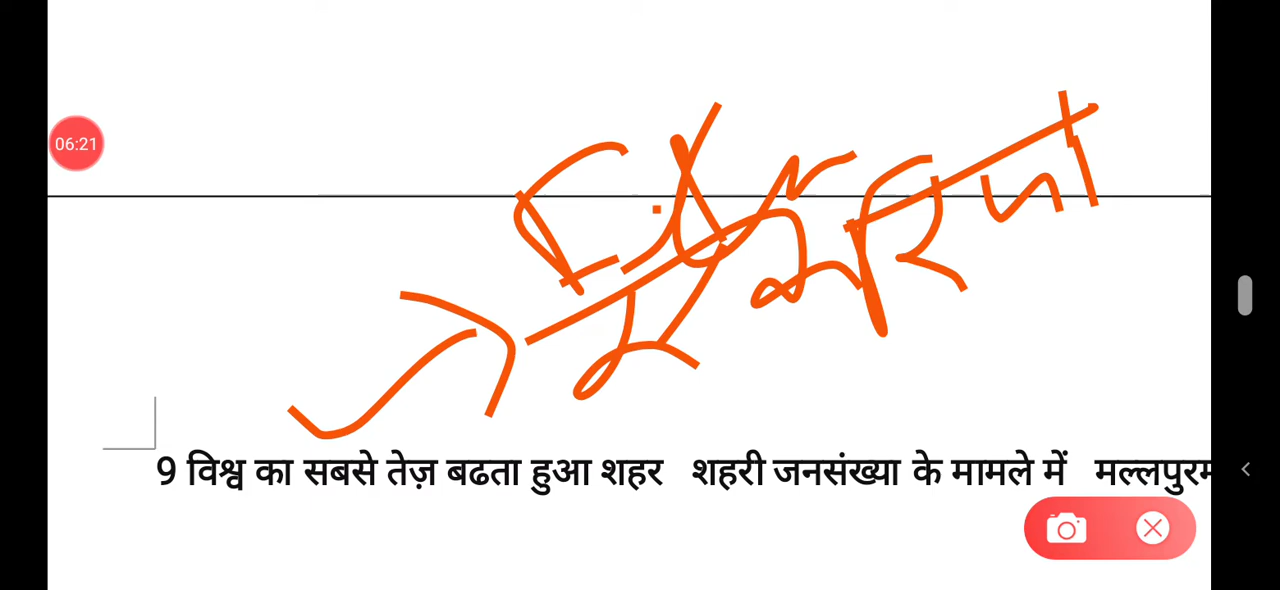 06:21
9 विश्व का सबसे तेज़ बढता हुआ शहर शहरी जनसंख्या के मामले में मल्लपुरम